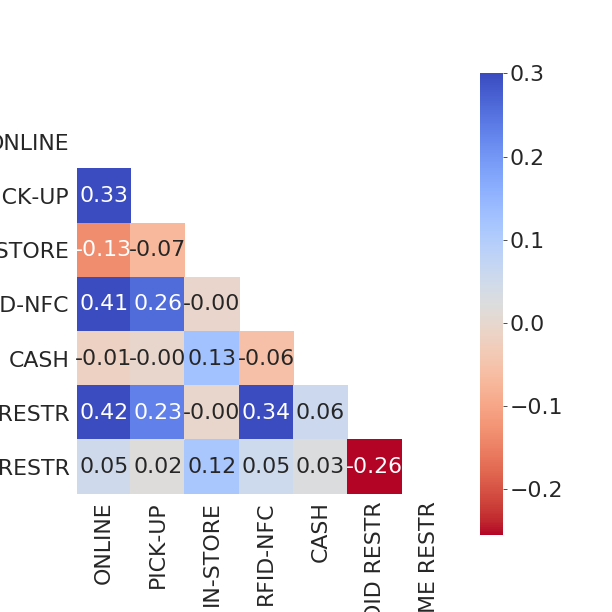 ONLINE
CK-UP 0.33
STORE -0.13 -0.07
D-NFC 0.41 0.26 -0.00
CASH -0.01 -0.00 0.13 -0.06
RESTR 0.42 0.23 -0.00 0.34 0.06
RESTR 0.05 0.02 0.12 0.05 0.03 -0.26
ONLINE
PICK-UP
IN-STORE
RFID-NFC
CASH
OID RESTR
ME RESTR
0.3
0.2
0.1
0.0
−0.1
−0.2